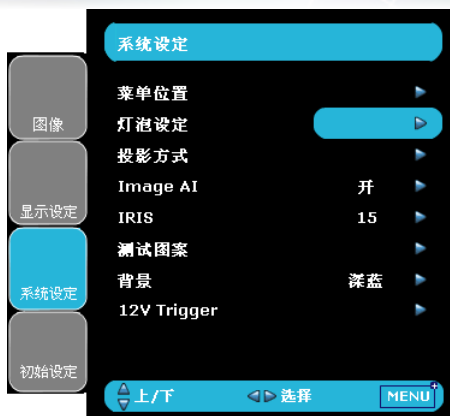 系统设定
图像
显示设定
系统设定
初始设定
菜单位置
灯泡设定
投影方式
Image AI 开
IRIS 15
测试图案
背景 深蓝
12V Trigger
上/下 选择 MENU